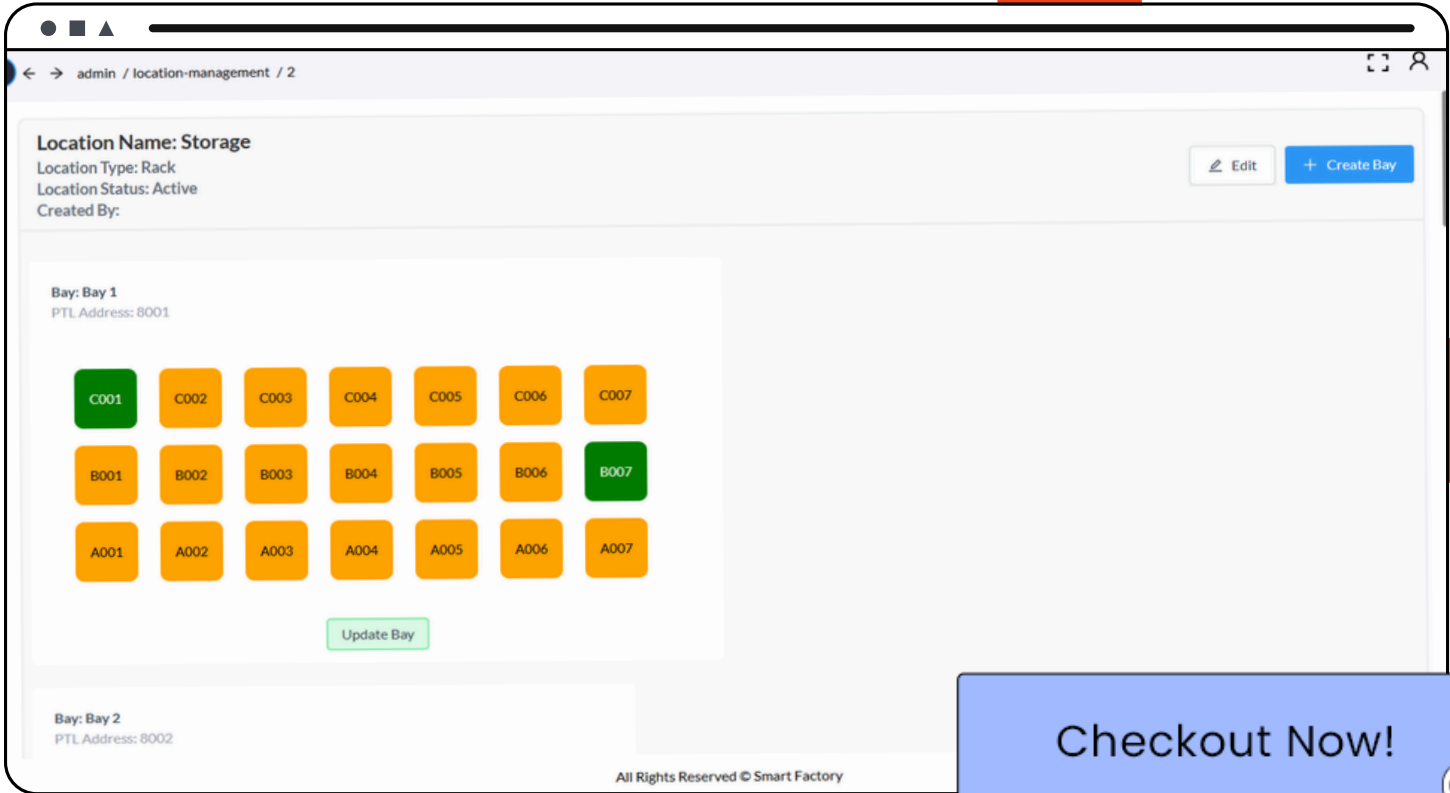 admin / location-management / 2
Location Name: Storage
Location Type: Rack
Location Status: Active
Created By:
Edit
+ Create Bay
Bay: Bay 1
PTL Address: 8001
C001 C002 C003 C004 C005 C006 C007
B001 B002 B003 B004 B005 B006 B007
A001 A002 A003 A004 A005 A006 A007
Update Bay
Bay: Bay 2
PTL Address: 8002
Checkout Now!
All Rights Reserved © Smart Factory